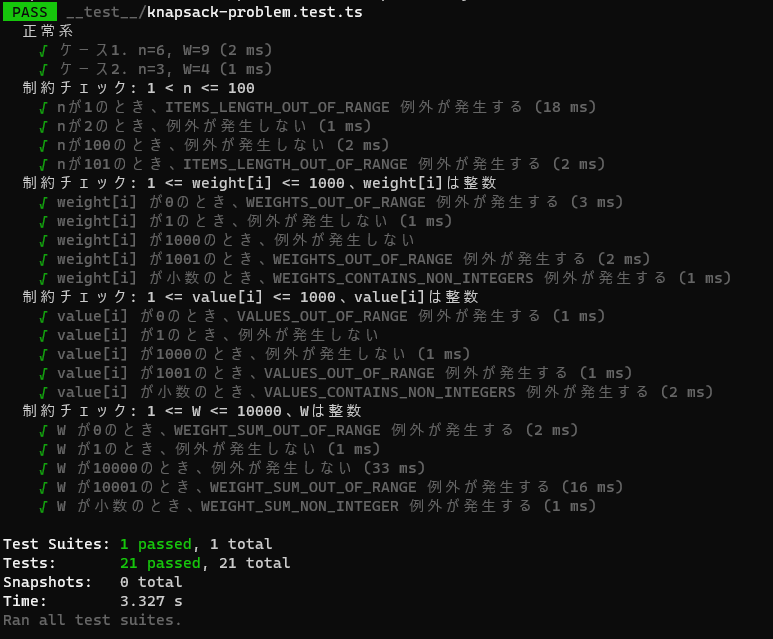 PASS __test__/knapsack-problem.test.ts
正常系
√ ケース1. n=6, W=9 (2 ms)
√ ケース2. n=3, W=4 (1 ms)
制約チェック: 1 < n <= 100
√ nが1のとき、ITEMS_LENGTH_OUT_OF_RANGE 例外が発生する (18 ms)
√ nが2のとき、例外が発生しない (1 ms)
√ nが100のとき、例外が発生しない (2 ms)
√ nが101のとき、ITEMS_LENGTH_OUT_OF_RANGE 例外が発生する (2 ms)
制約チェック: 1 <= weight[i] <= 1000、weight[i]は整数
√ weight[i] が0のとき、WEIGHTS_OUT_OF_RANGE 例外が発生する (3 ms)
√ weight[i] が1のとき、例外が発生しない (1 ms)
√ weight[i] が1000のとき、例外が発生しない
√ weight[i] が1001のとき、WEIGHTS_OUT_OF_RANGE 例外が発生する (2 ms)
√ weight[i] が小数のとき、WEIGHTS_CONTAINS_NON_INTEGERS 例外が発生する (1 ms)
制約チェック: 1 <= value[i] <= 1000、value[i]は整数
√ value[i] が0のとき、VALUES_OUT_OF_RANGE 例外が発生する (1 ms)
√ value[i] が1のとき、例外が発生しない
√ value[i] が1000のとき、例外が発生しない (1 ms)
√ value[i] が1001のとき、VALUES_OUT_OF_RANGE 例外が発生する (1 ms)
√ value[i] が小数のとき、VALUES_CONTAINS_NON_INTEGERS 例外が発生する (2 ms)
制約チェック: 1 <= W <= 10000、Wは整数
√ W が0のとき、WEIGHT_SUM_OUT_OF_RANGE 例外が発生する (2 ms)
√ W が1のとき、例外が発生しない (1 ms)
√ W が10000のとき、例外が発生しない (33 ms)
√ W が10001のとき、WEIGHT_SUM_OUT_OF_RANGE 例外が発生する (16 ms)
√ W が小数のとき、WEIGHT_SUM_NON_INTEGER 例外が発生する (1 ms)
Test Suites: 1 passed, 1 total
Tests: 21 passed, 21 total
Snapshots: 0 total
Time: 3.327 s
Ran all test suites.